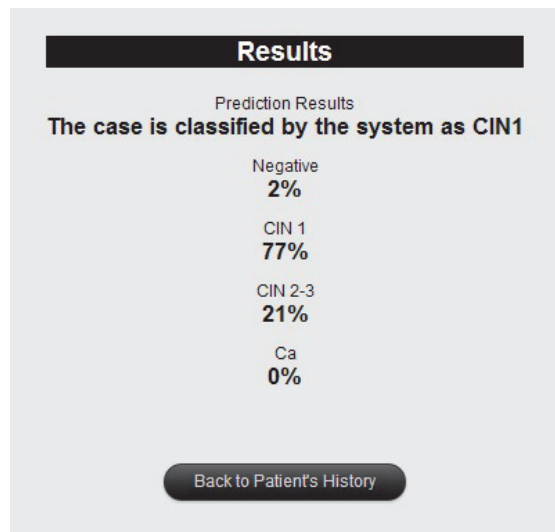 Results
Prediction Results
The case is classified by the system as CIN1
Negative
2%
CIN 1
77%
CIN 2-3
21%
Ca
0%
Back to Patient's History